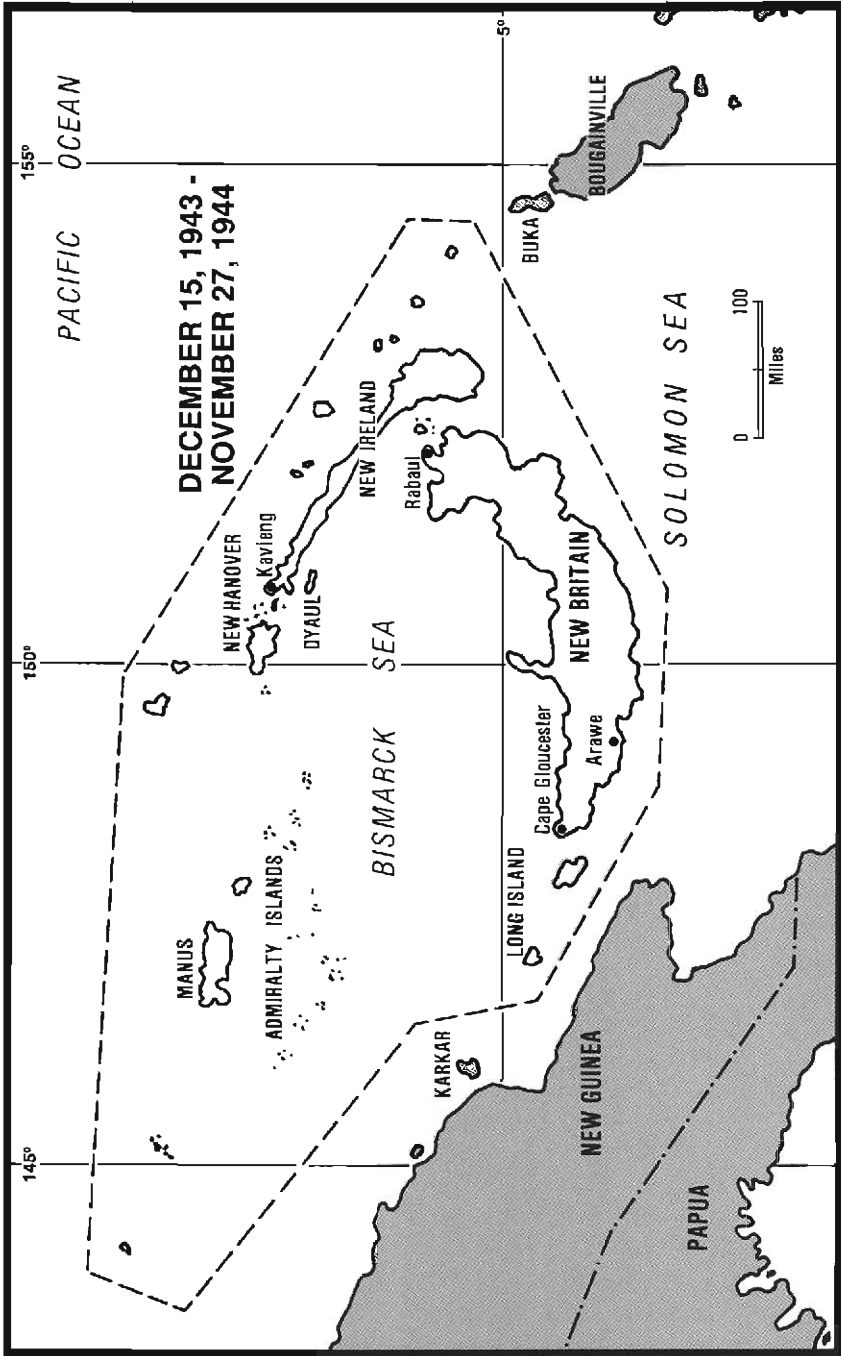 PACIFIC OCEAN
DECEMBER 15, 1943 -
NOVEMBER 27, 1944
145°
150°
155°
5°
MANUS
ADMIRALTY ISLANDS
NEW HANOVER
Kavieng
DYAUL
NEW IRELAND
BISMARCK SEA
Rabaul
KARKAR
LONG ISLAND
Cape Gloucester
NEW BRITAIN
Arawe
BUKA
BOUGAINVILLE
NEW GUINEA
PAPUA
SOLOMON SEA
0 100
Miles